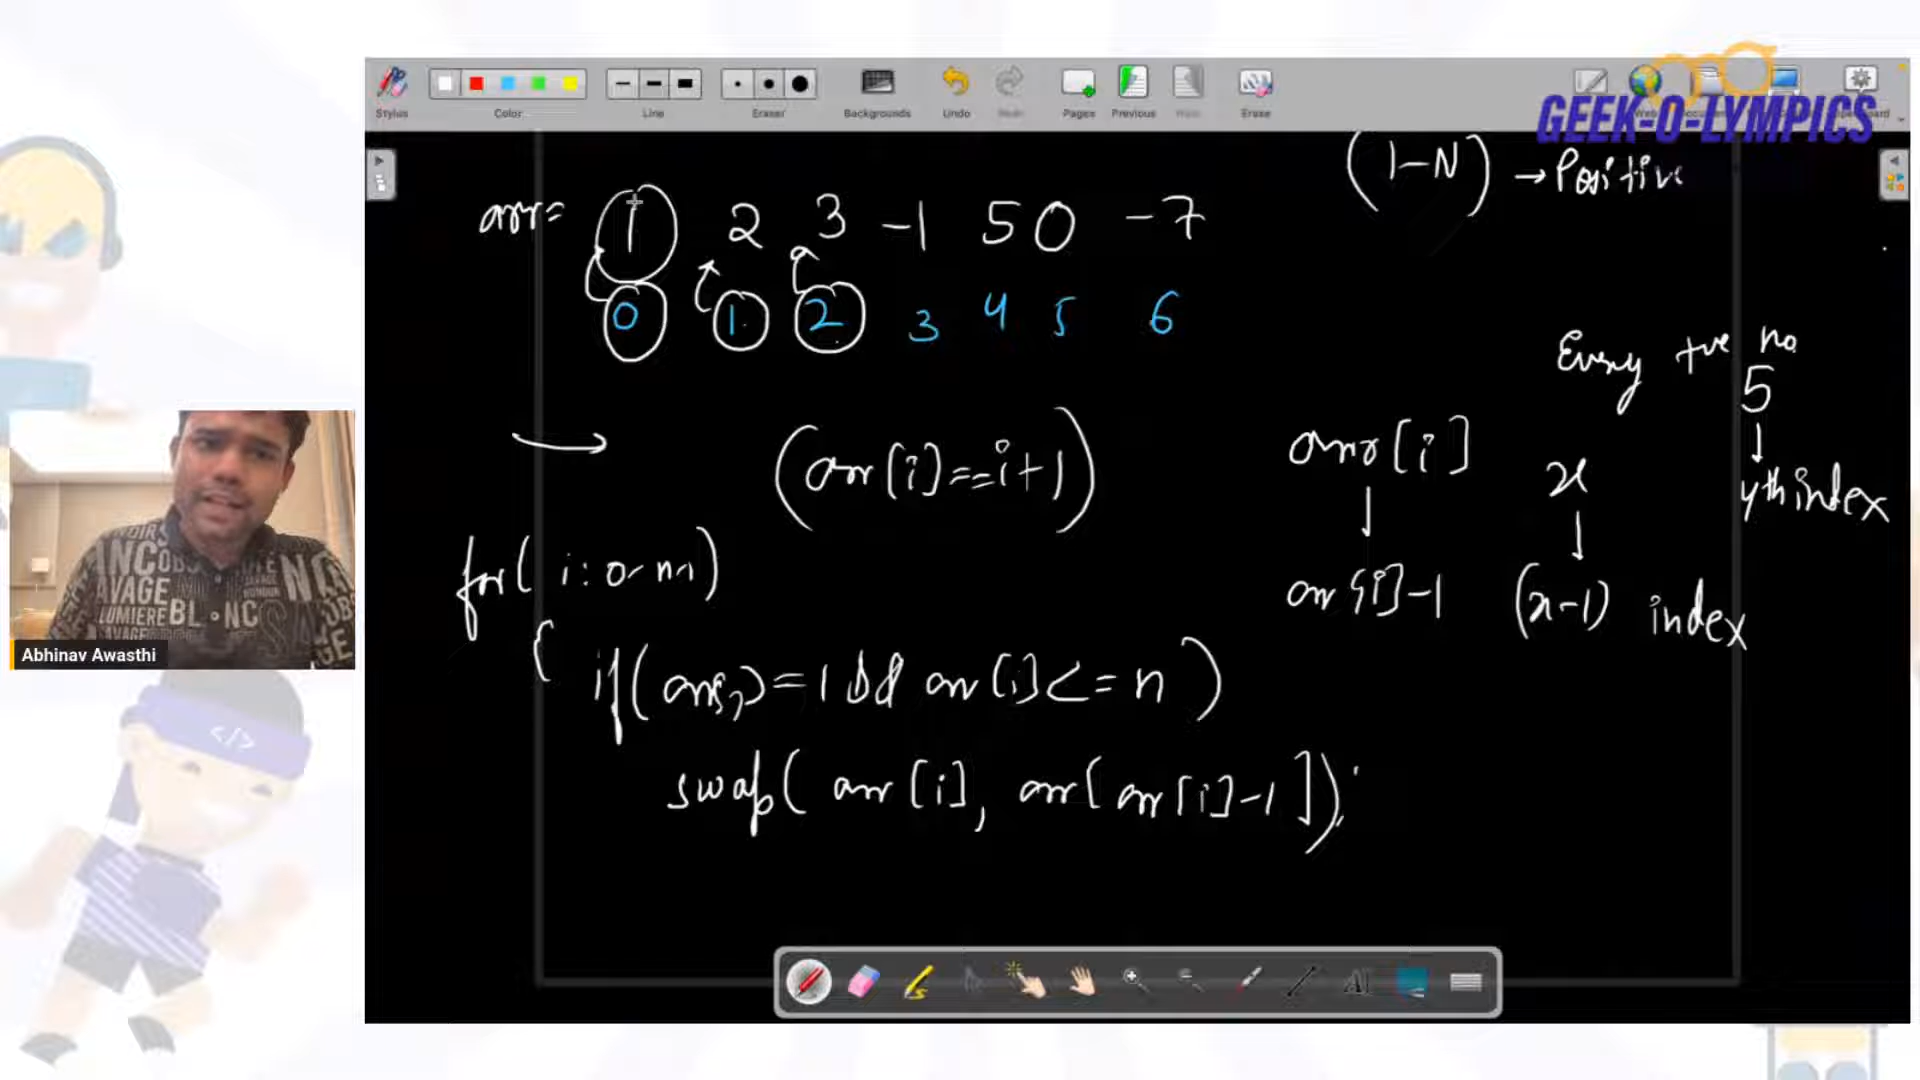 Stylus
Color
Line
Eraser
Backgrounds
Undo
Pages
Previous
Erase
GEEK-O-LYMPICS
(1-N) → Positive
arr= 1 2 3 -1 5 0 -7
0 1 2 3 4 5 6
Every +ve no
5
(arr[i]==i+1)
arr[i]
x
4th index
for( i: 0- n-1)
arr[i]-1
(x-1) index
{
if(arr[i]>=1 && arr[i]<=n)
swap( arr[i], arr[arr[i]-1]);
Abhinav Awasthi